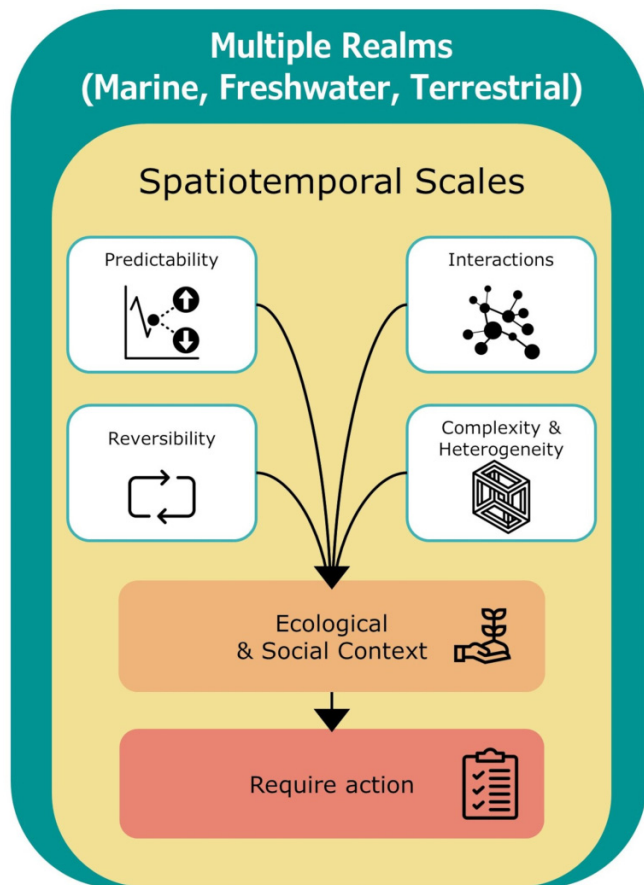 Multiple Realms
(Marine, Freshwater, Terrestrial)
Spatiotemporal Scales
Predictability
Interactions
Reversibility
Complexity &
Heterogeneity
Ecological
& Social Context
Require action